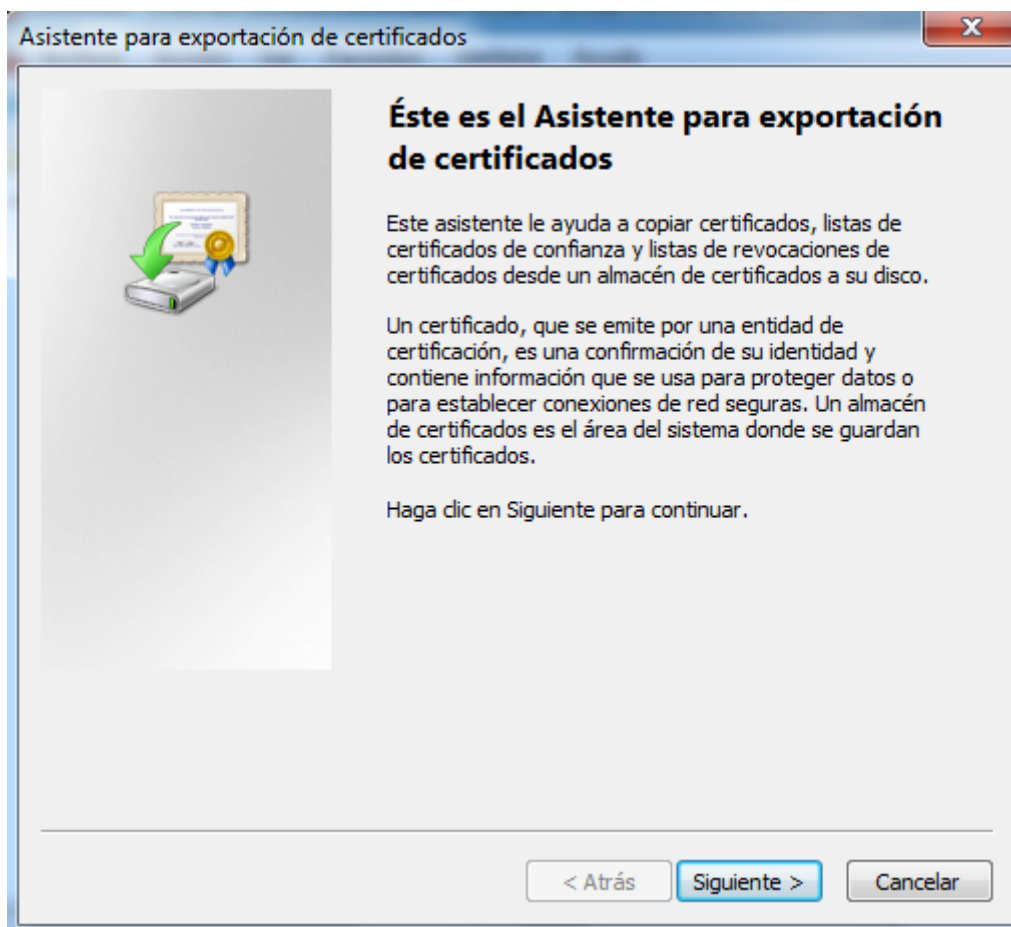 Asistente para exportación de certificados
Éste es el Asistente para exportación
de certificados
Este asistente le ayuda a copiar certificados, listas de
certificados de confianza y listas de revocaciones de
certificados desde un almacén de certificados a su disco.
Un certificado, que se emite por una entidad de
certificación, es una confirmación de su identidad y
contiene información que se usa para proteger datos o
para establecer conexiones de red seguras. Un almacén
de certificados es el área del sistema donde se guardan
los certificados.
Haga clic en Siguiente para continuar.
< Atrás
Siguiente >
Cancelar